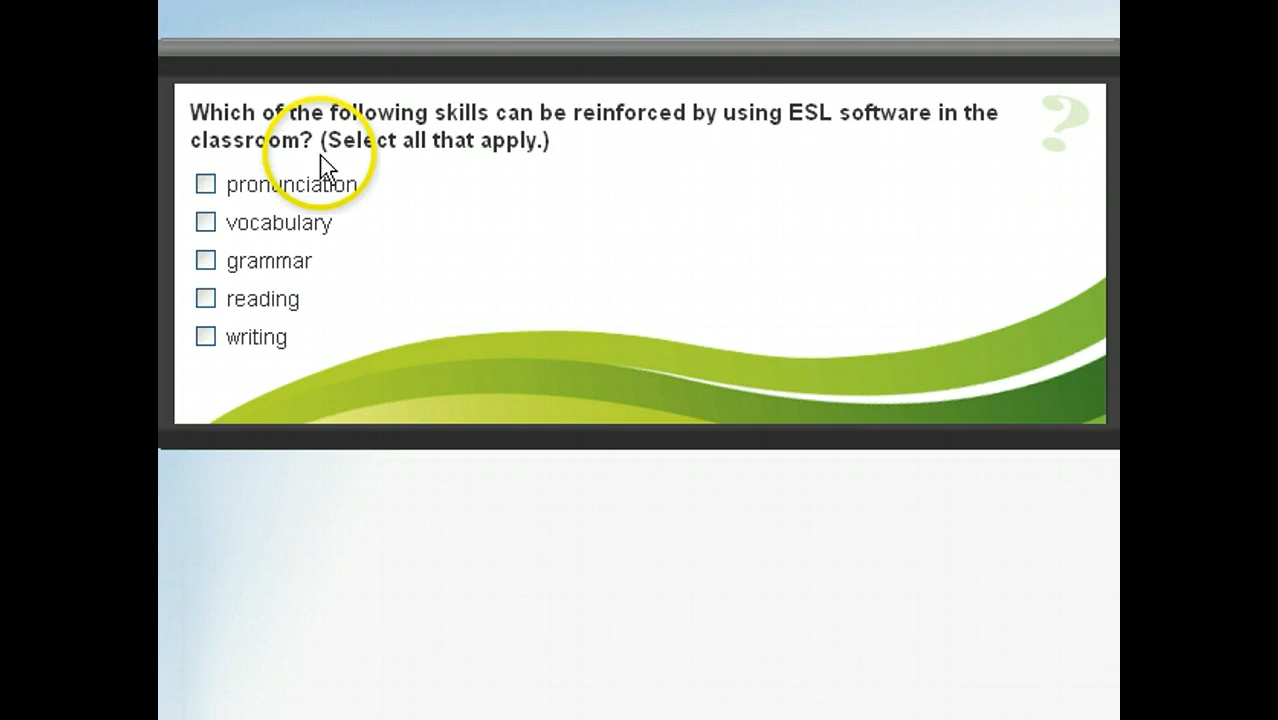 Which of the following skills can be reinforced by using ESL software in the
classroom? (Select all that apply.)
pronunciation
vocabulary
grammar
reading
writing